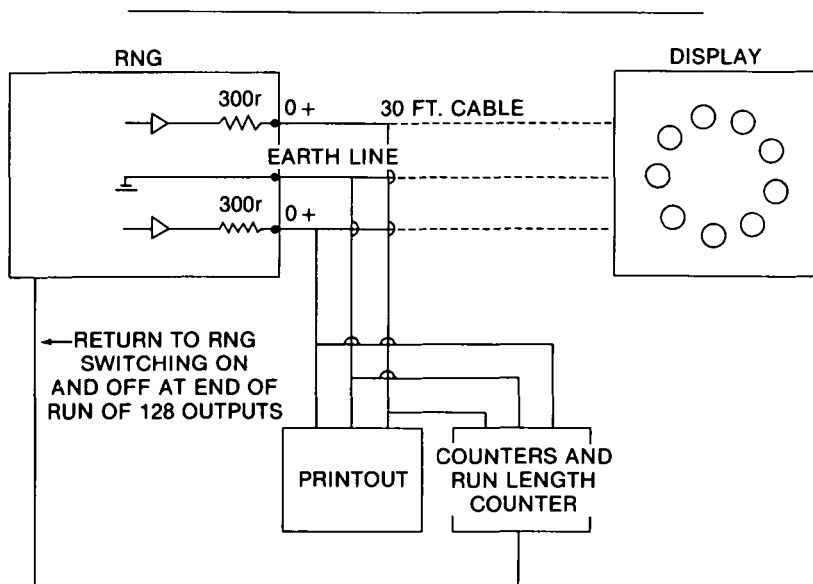 RNG
DISPLAY
300r
0 +
30 FT. CABLE
EARTH LINE
300r
0 +
RETURN TO RNG
SWITCHING ON
AND OFF AT END OF
RUN OF 128 OUTPUTS
PRINTOUT
COUNTERS AND
RUN LENGTH
COUNTER